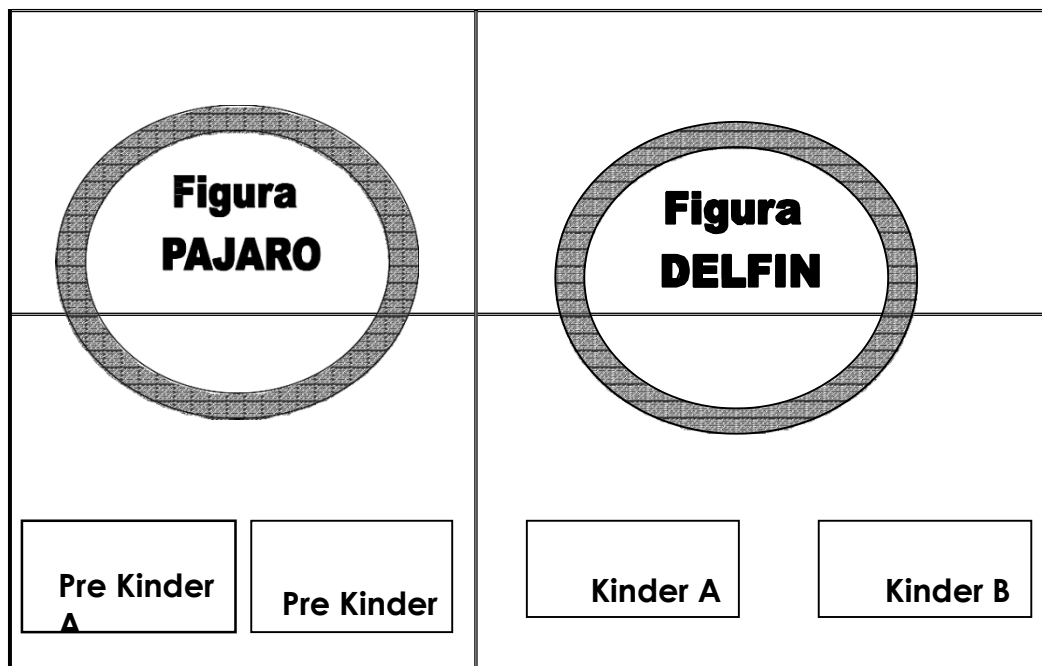 Figura
PAJARO
Figura
DELFIN
Pre Kinder
A
Pre Kinder
Kinder A
Kinder B